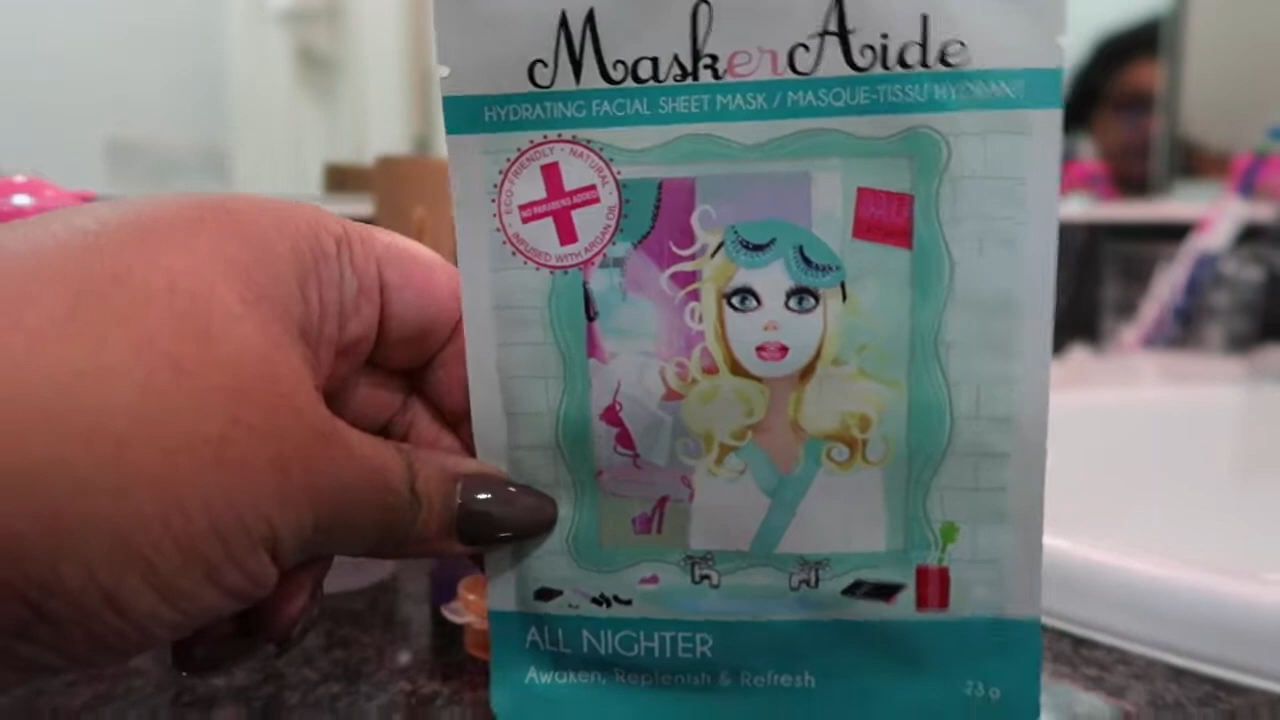 MaskerAide
HYDRATING FACIAL SHEET MASK / MASQUE-TISSU HYDRATANT
ECO-FRIENDLY • NATURAL •
NO PARABENS ADDED
INFUSED WITH ARGAN OIL
ALL NIGHTER
Awaken, Replenish & Refresh
23 g